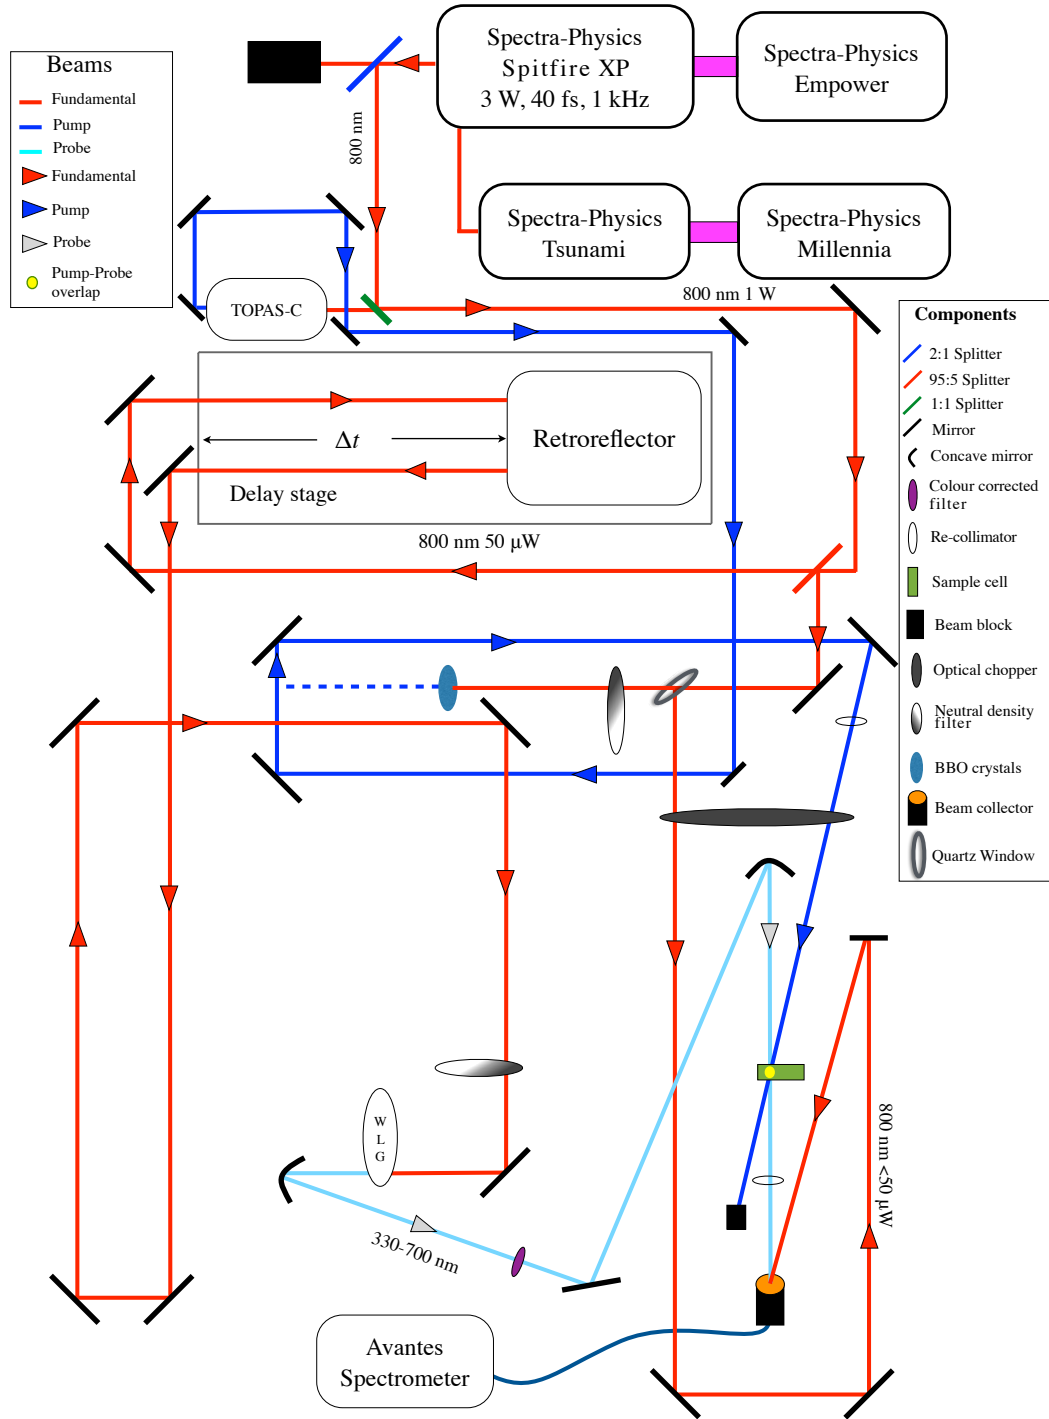 Spectra-Physics
Spitfire XP
3 W, 40 fs, 1 kHz
Spectra-Physics
Empower
Beams
Fundamental
Pump
Probe
Fundamental
Pump
Probe
Pump-Probe
overlap
800 nm
Spectra-Physics
Tsunami
Spectra-Physics
Millennia
TOPAS-C
800 nm 1 W
Components
2:1 Splitter
95:5 Splitter
1:1 Splitter
Mirror
Concave mirror
Colour corrected
filter
Re-collimator
Sample cell
Beam block
Optical chopper
Neutral density
filter
BBO crystals
Beam collector
Quartz Window
Δt
Retroreflector
Delay stage
800 nm 50 µW
W
L
G
330-700 nm
800 nm <50 µW
Avantes
Spectrometer